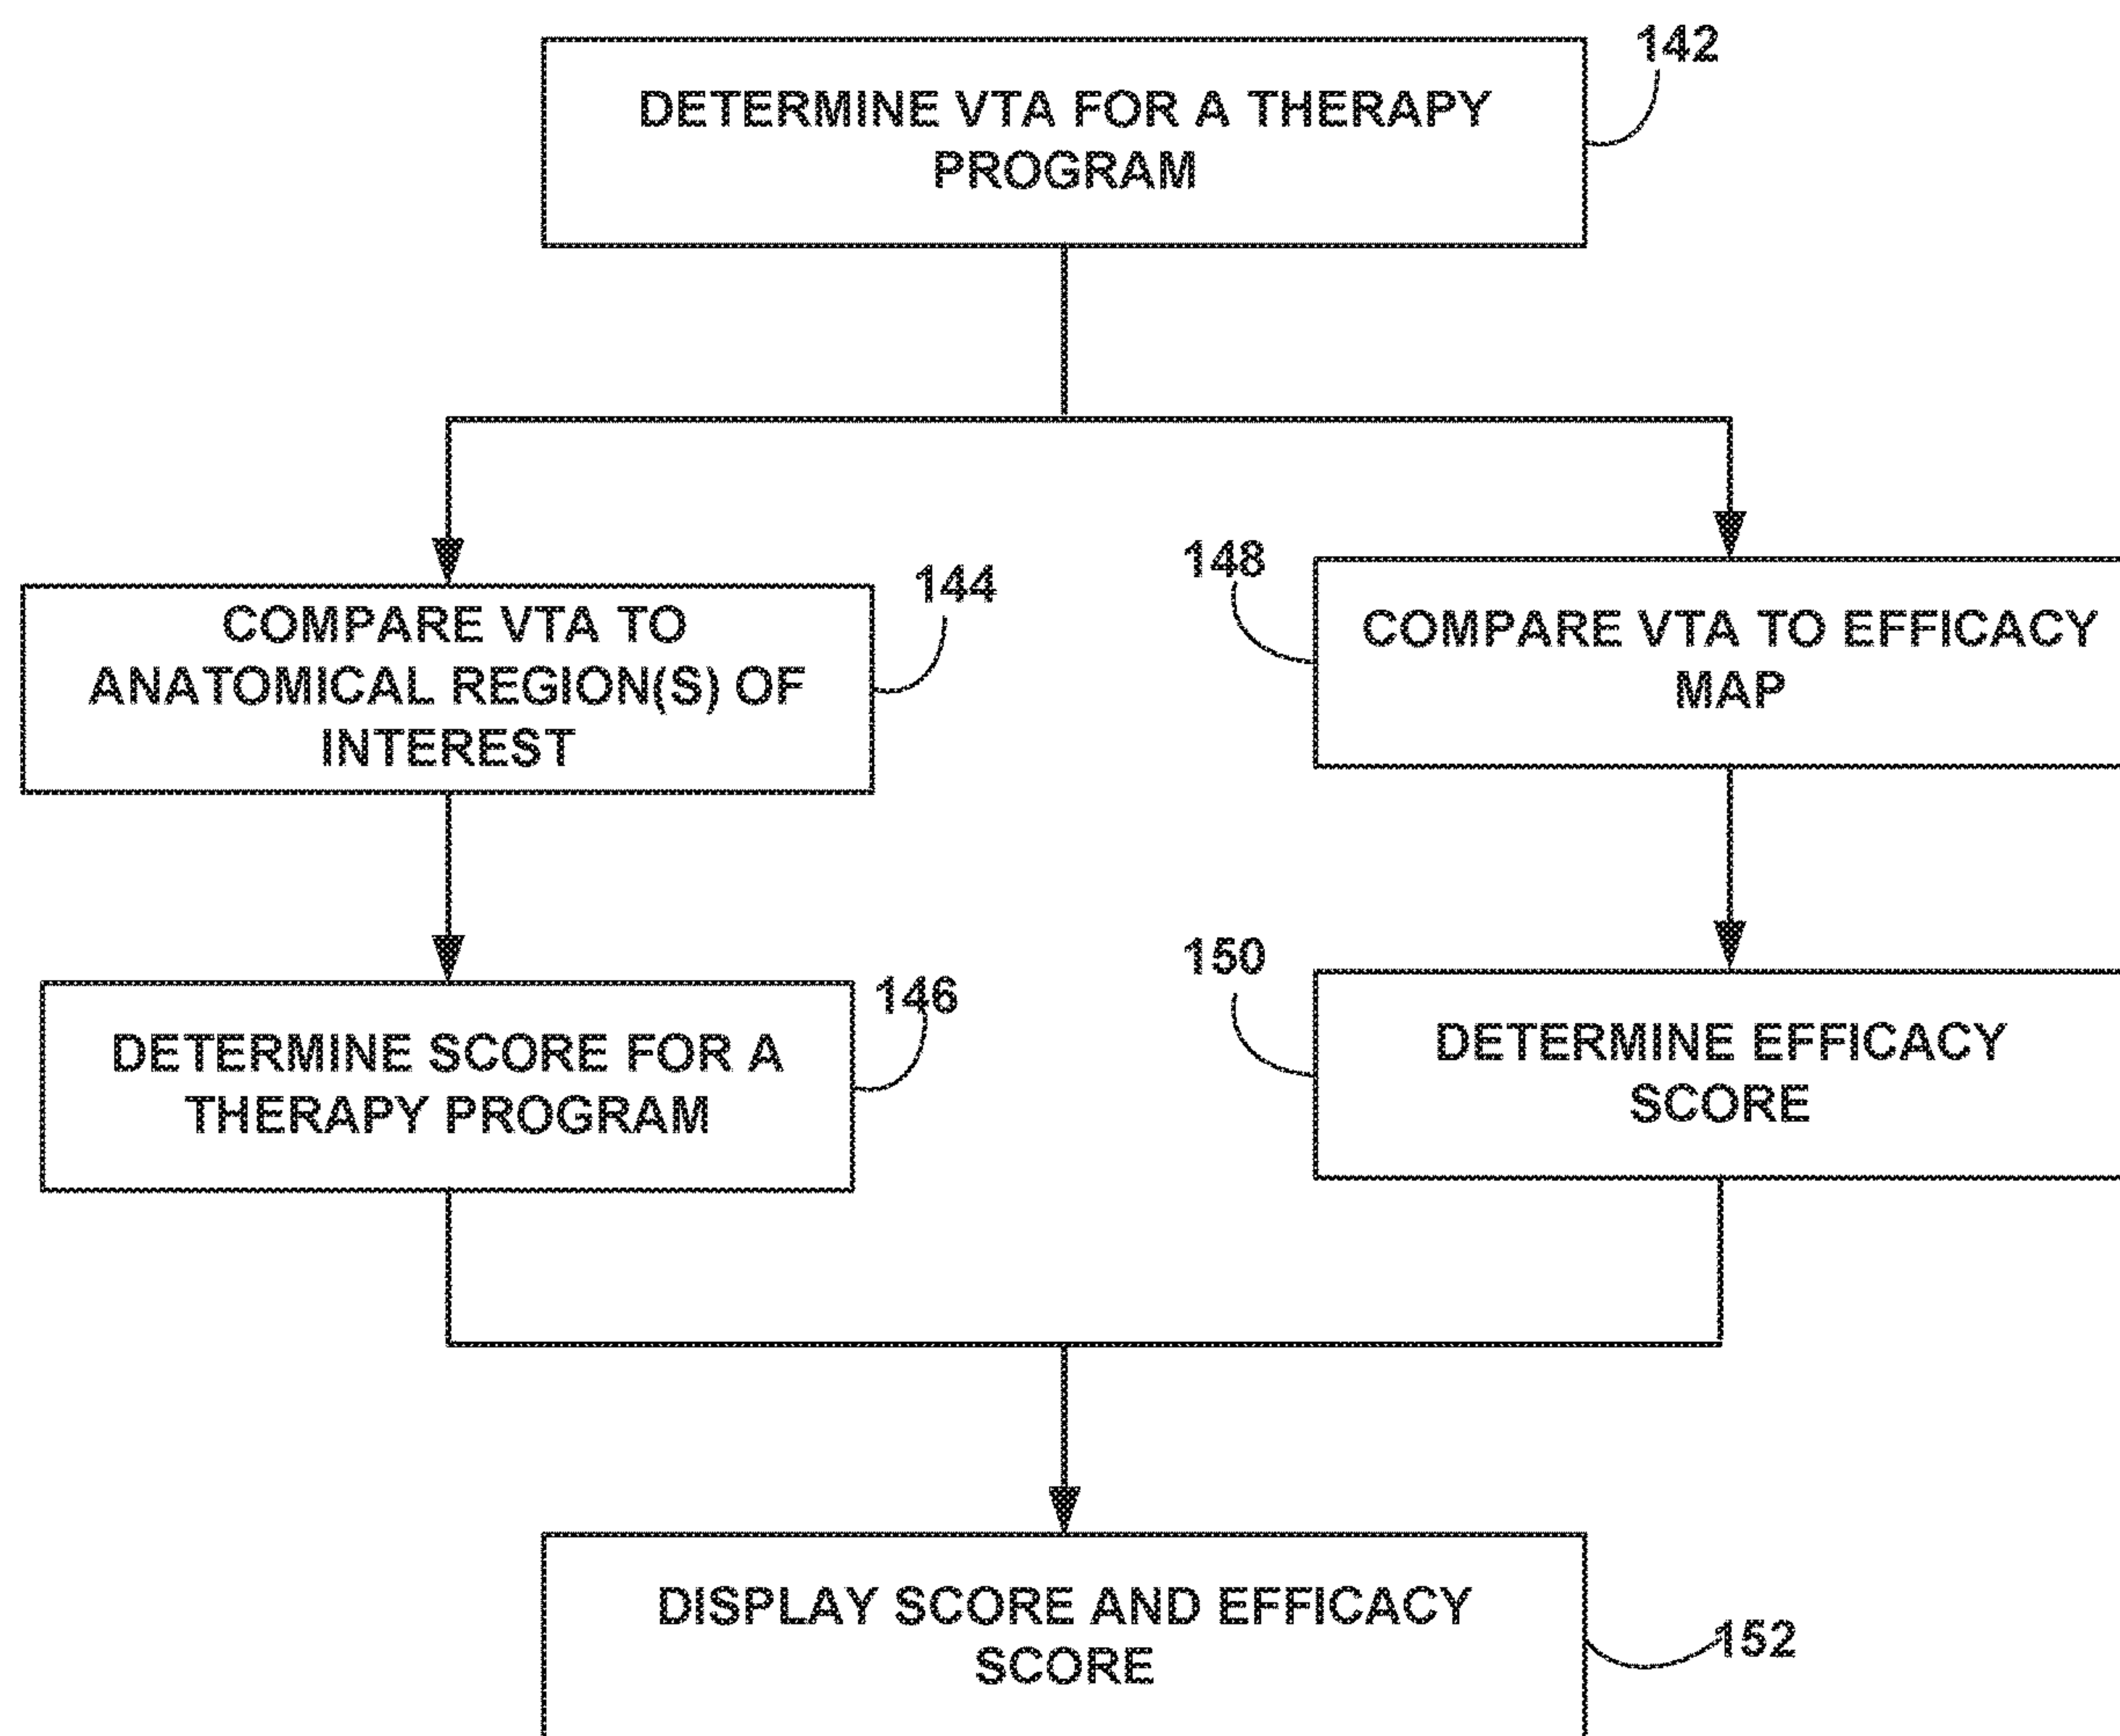 142
DETERMINE VTA FOR A THERAPY
PROGRAM
COMPARE VTA TO
ANATOMICAL REGION(S) OF
INTEREST
144
148
COMPARE VTA TO EFFICACY
MAP
DETERMINE SCORE FOR A
THERAPY PROGRAM
146
150
DETERMINE EFFICACY
SCORE
DISPLAY SCORE AND EFFICACY
SCORE
152